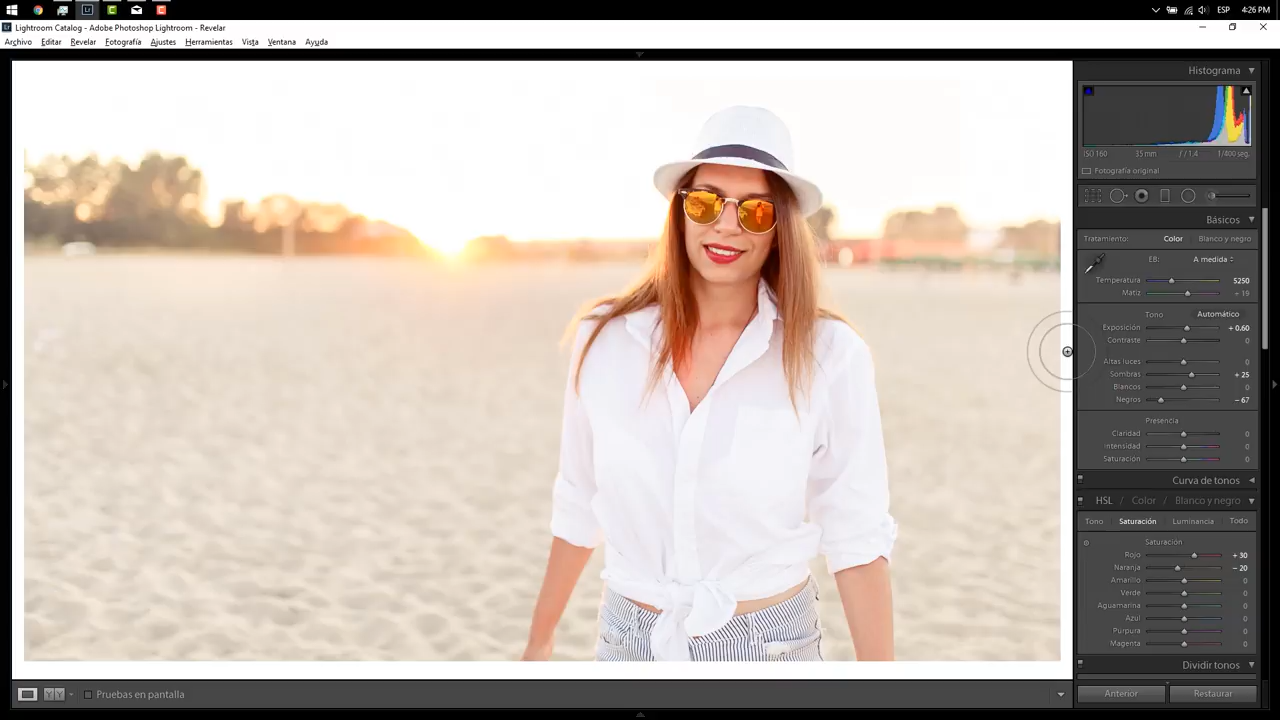 ESP 4:26 PM
Lightroom Catalog - Adobe Photoshop Lightroom - Revelar
Archivo Editar Revelar Fotografía Ajustes Herramientas Vista Ventana Ayuda
Histograma
ISO 160 35 mm ƒ / 1,4 1/400 seg.
Fotografía original
Básicos
Tratamiento: Color Blanco y negro
EB: A medida
Temperatura 5250
Matiz + 19
Tono Automático
Exposición + 0,60
Contraste 0
Altas luces 0
Sombras + 25
Blancos 0
Negros − 67
Presencia
Claridad 0
Intensidad 0
Saturación 0
Curva de tonos
HSL / Color / Blanco y negro
Tono Saturación Luminancia Todo
Saturación
Rojo + 30
Naranja − 20
Amarillo 0
Verde 0
Aguamarina 0
Azul 0
Púrpura 0
Magenta 0
Dividir tonos
YY Pruebas en pantalla
Anterior Restaurar